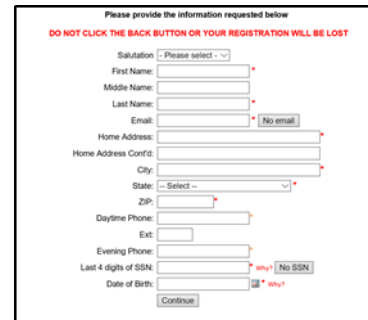 Please provide the information requested below
DO NOT CLICK THE BACK BUTTON OR YOUR REGISTRATION WILL BE LOST
Salutation - Please select -
First Name: *
Middle Name:
Last Name: *
Email: * No email
Home Address: *
Home Address Cont'd:
City: *
State: -- Select -- *
ZIP: *
Daytime Phone: *
Ext:
Evening Phone: *
Last 4 digits of SSN: * Why? No SSN
Date of Birth: * Why?
Continue